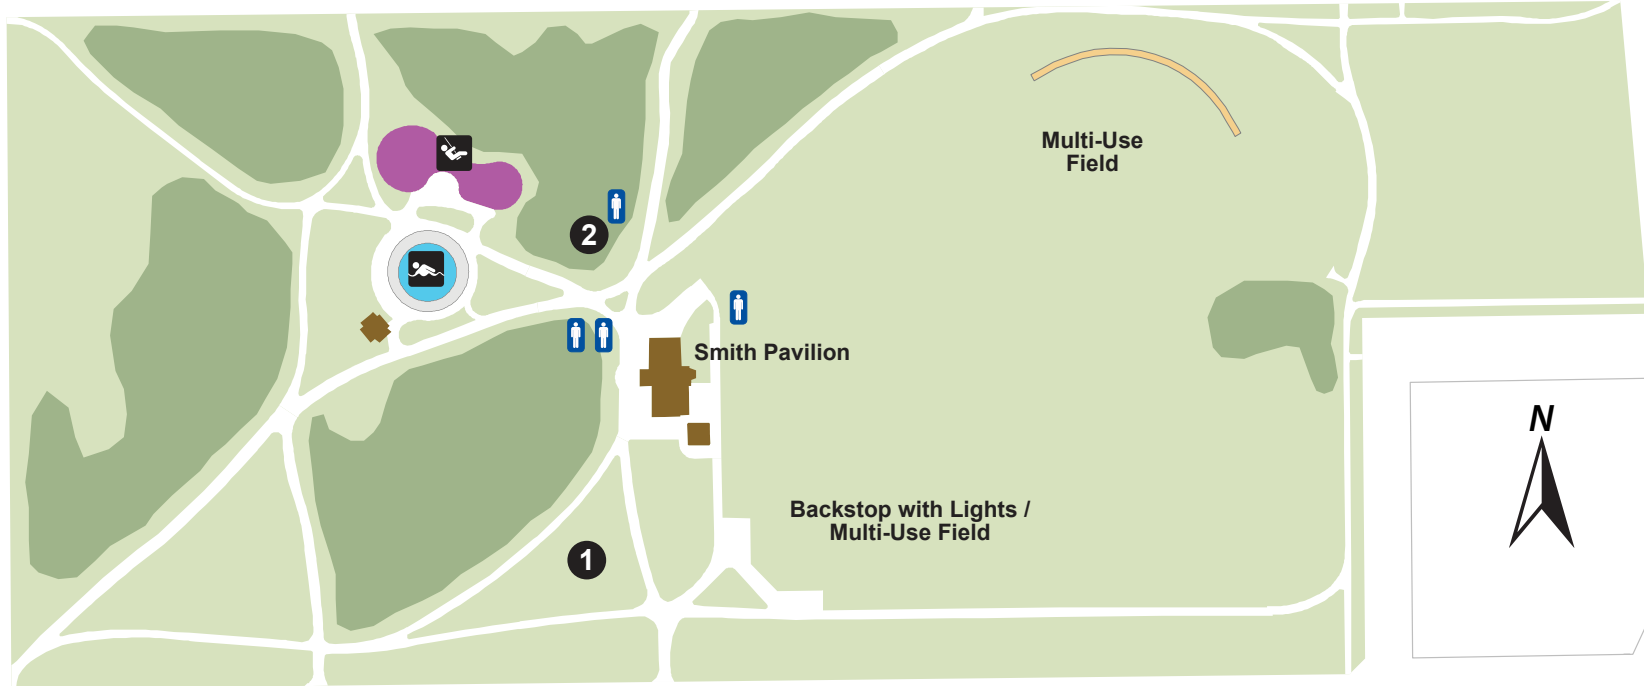 Multi-Use
Field
2
Smith Pavilion
N
Backstop with Lights /
Multi-Use Field
1